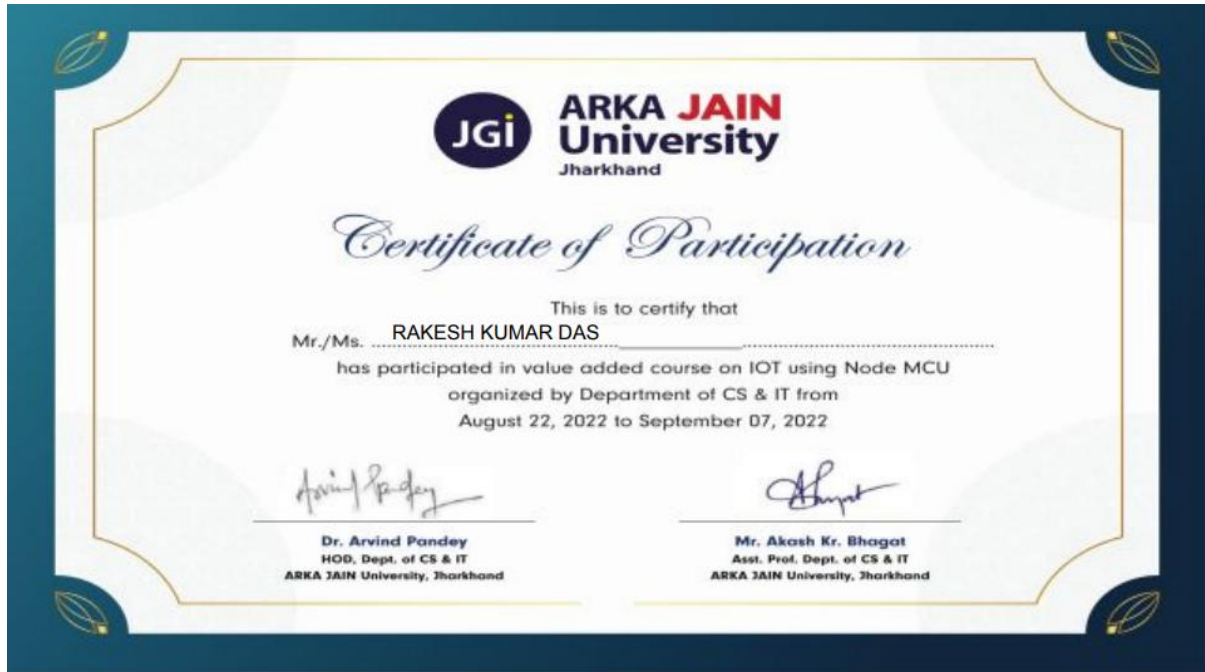 JGi
ARKA JAIN
University
Jharkhand
Certificate of Participation
This is to certify that
Mr./Ms. RAKESH KUMAR DAS
has participated in value added course on IOT using Node MCU
organized by Department of CS & IT from
August 22, 2022 to September 07, 2022
Arvind Pandey
Dr. Arvind Pandey
HOD, Dept. of CS & IT
ARKA JAIN University, Jharkhand
Mr. Akash Kr. Bhagat
Asst. Prof. Dept. of CS & IT
ARKA JAIN University, Jharkhand